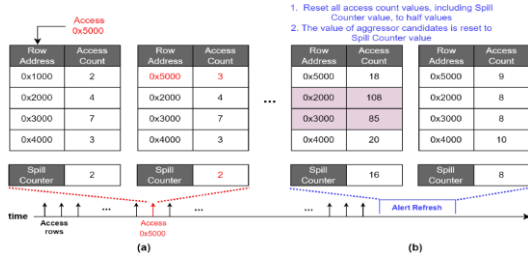 Access
0x5000
1. Reset all access count values, including Spill
Counter value, to half values
2. The value of aggressor candidates is reset to
Spill Counter value
Row Address Access Count
0x1000 2
0x2000 4
0x3000 7
0x4000 3
Spill Counter 2
Row Address Access Count
0x5000 3
0x2000 4
0x3000 7
0x4000 3
Spill Counter 2
...
Row Address Access Count
0x5000 18
0x2000 108
0x3000 85
0x4000 20
Spill Counter 16
Row Address Access Count
0x5000 9
0x2000 8
0x3000 8
0x4000 10
Spill Counter 8
time
Access
rows
...
Access
0x5000
...
...
Alert Refresh
(a)
(b)